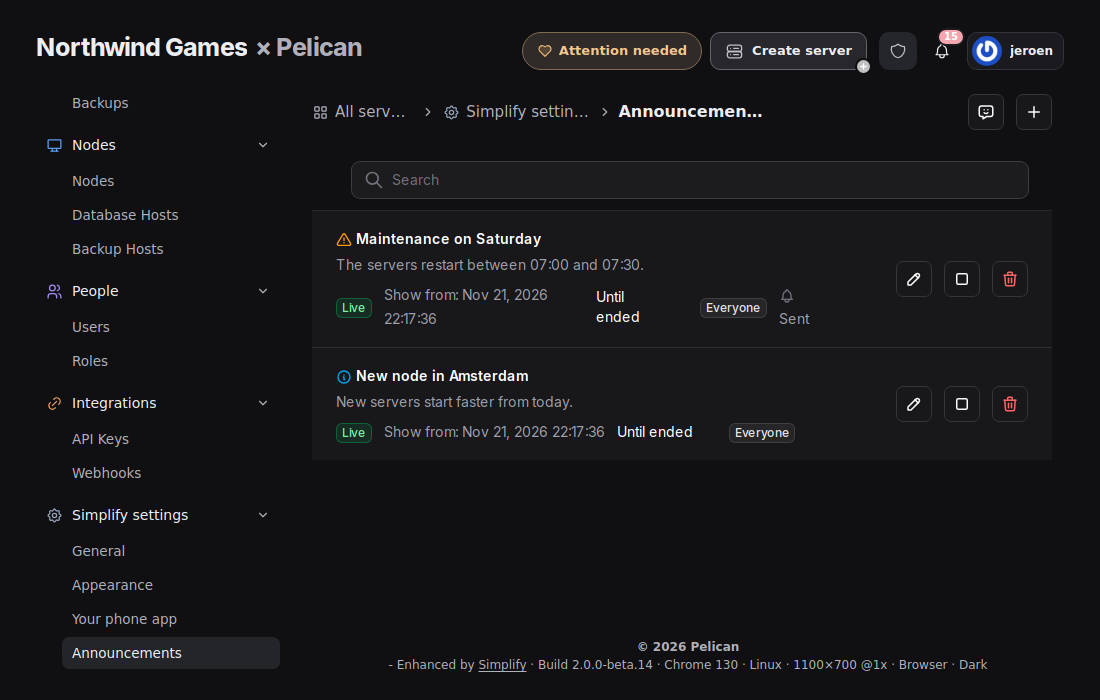 Northwind Games × Pelican
Attention needed
Create server
15
jeroen
Backups
Nodes
Nodes
Database Hosts
Backup Hosts
People
Users
Roles
Integrations
API Keys
Webhooks
Simplify settings
General
Appearance
Your phone app
Announcements
All serv… › Simplify settin… › Announcemen…
Search
Maintenance on Saturday
The servers restart between 07:00 and 07:30.
Live
Show from: Nov 21, 2026
22:17:36
Until
ended
Everyone
Sent
New node in Amsterdam
New servers start faster from today.
Live Show from: Nov 21, 2026 22:17:36 Until ended Everyone
© 2026 Pelican
- Enhanced by Simplify · Build 2.0.0-beta.14 · Chrome 130 · Linux · 1100×700 @1x · Browser · Dark